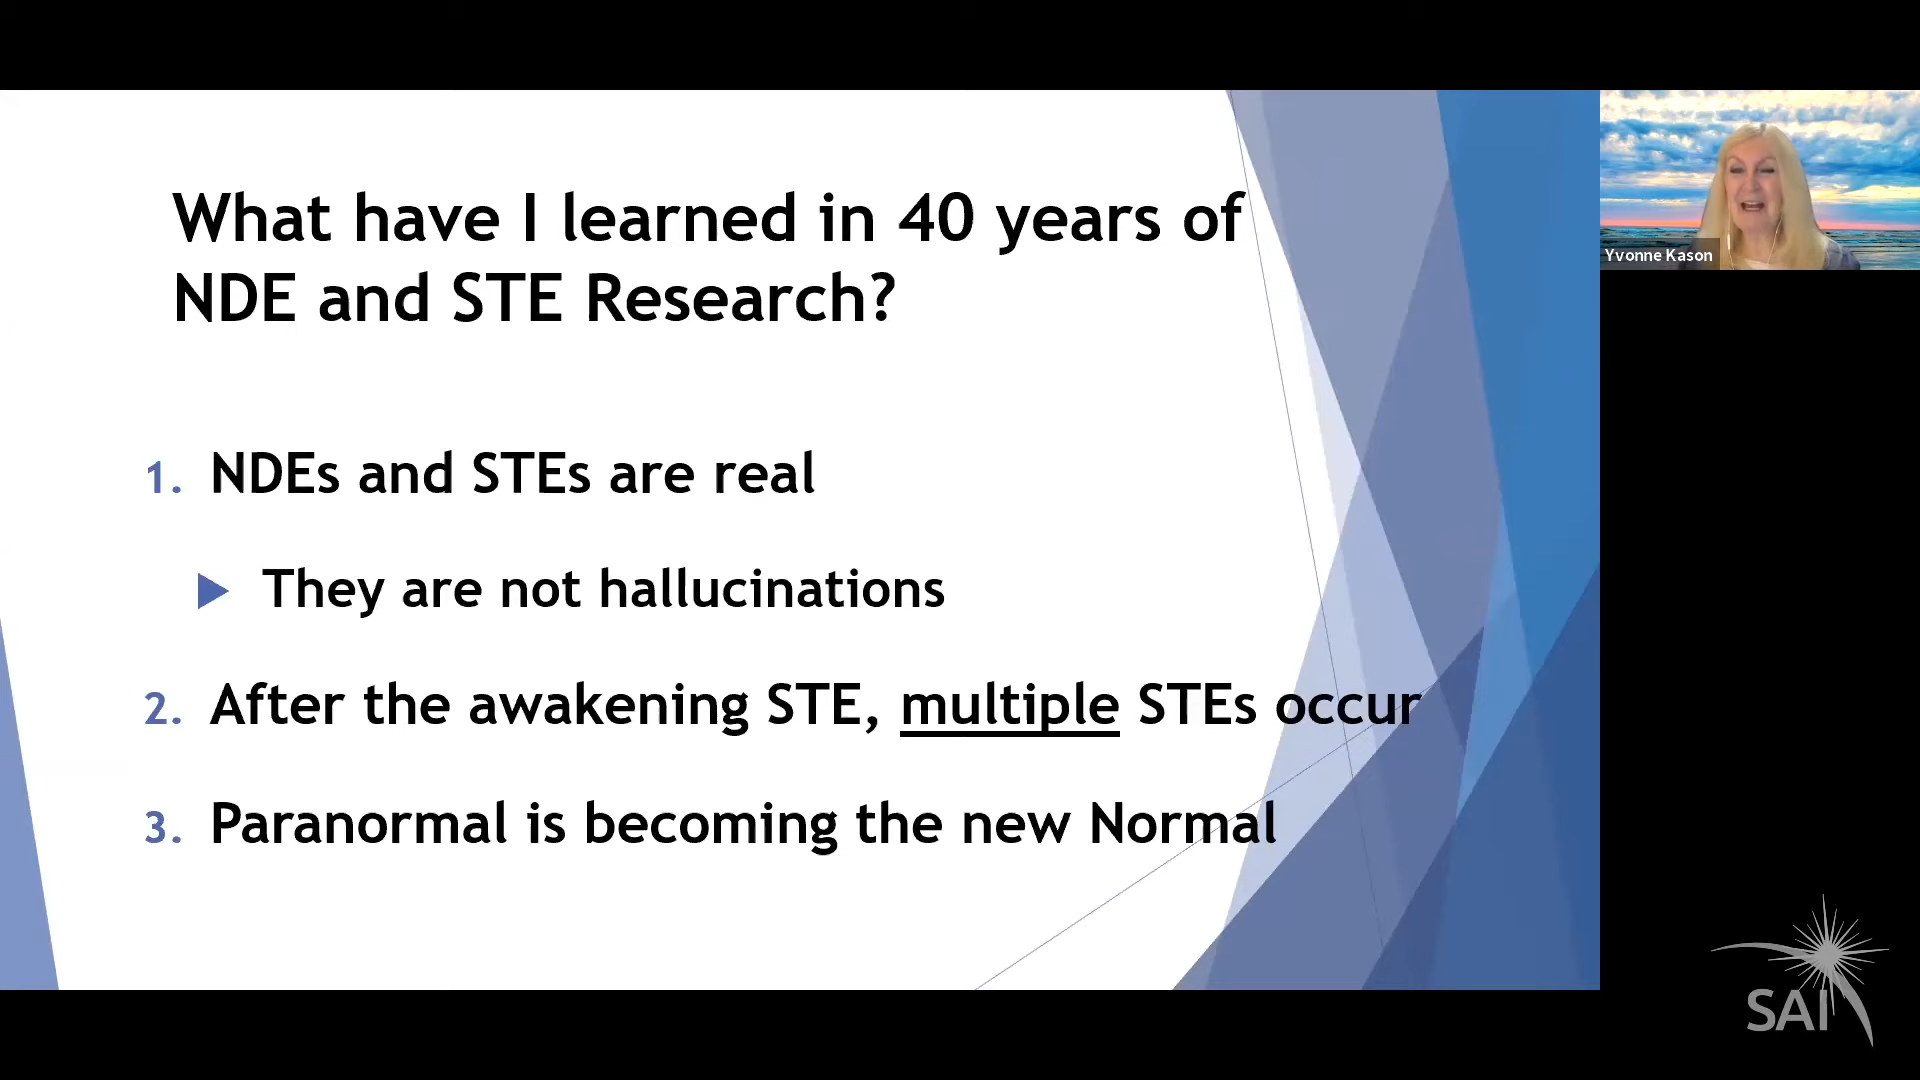 What have I learned in 40 years of
NDE and STE Research?
1. NDEs and STEs are real
They are not hallucinations
2. After the awakening STE, multiple STEs occur
3. Paranormal is becoming the new Normal
Yvonne Kason
SAI